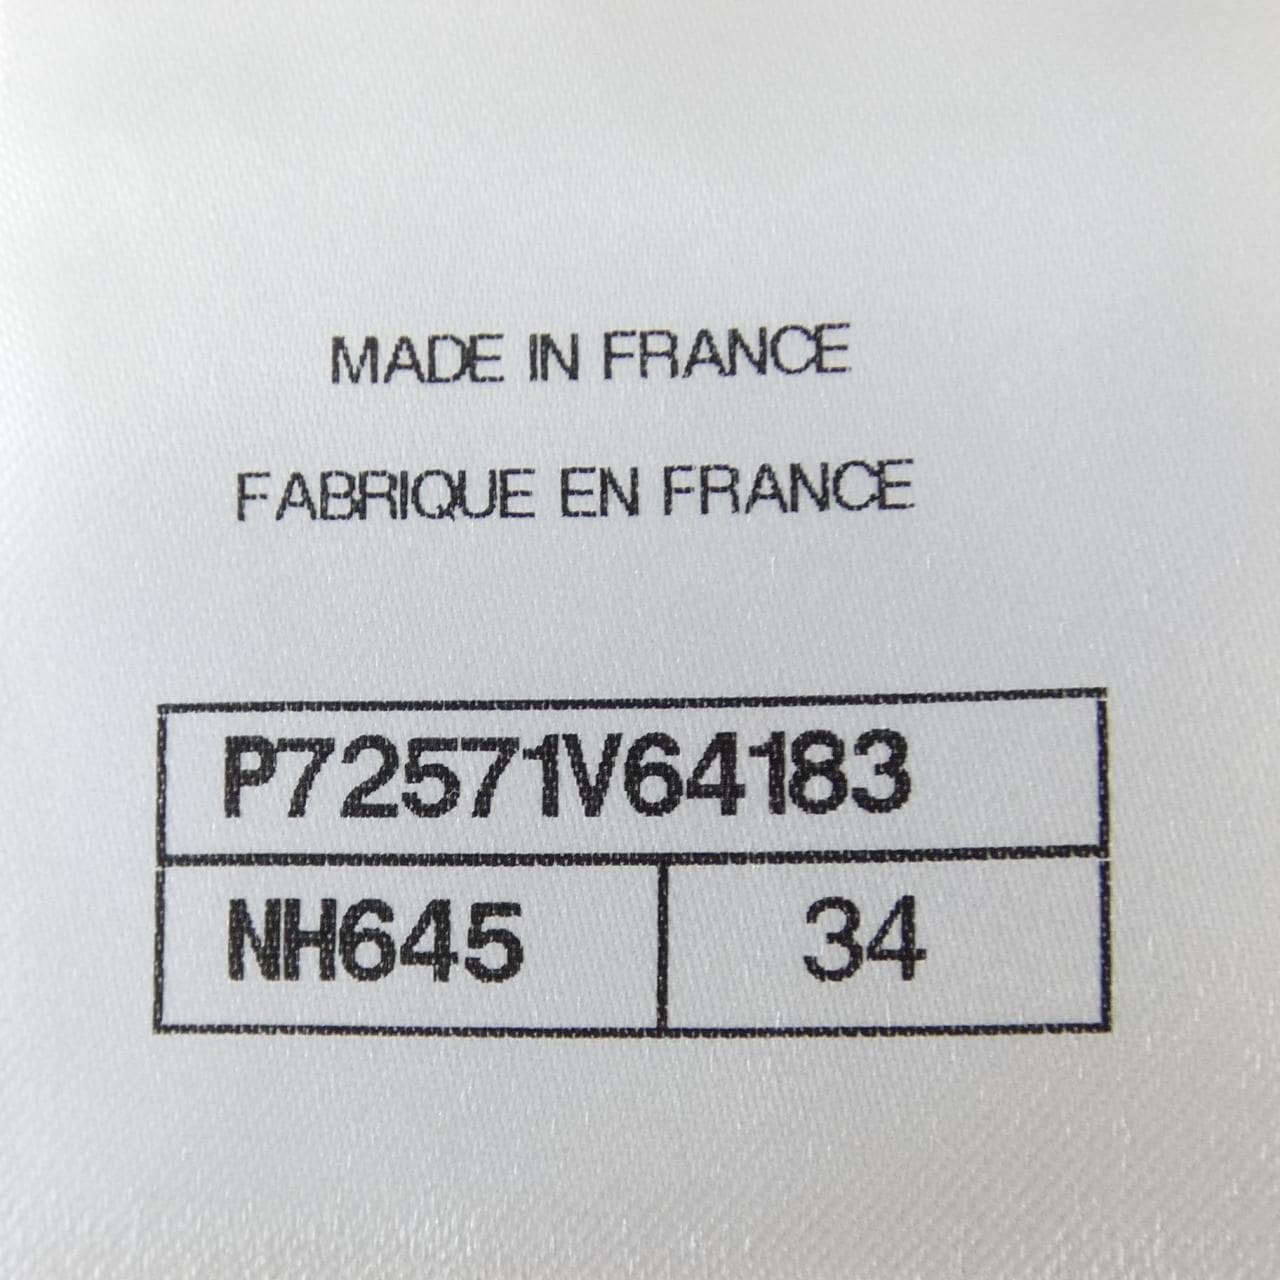 MADE IN FRANCE
FABRIQUE EN FRANCE
P72571V64183
NH645 34